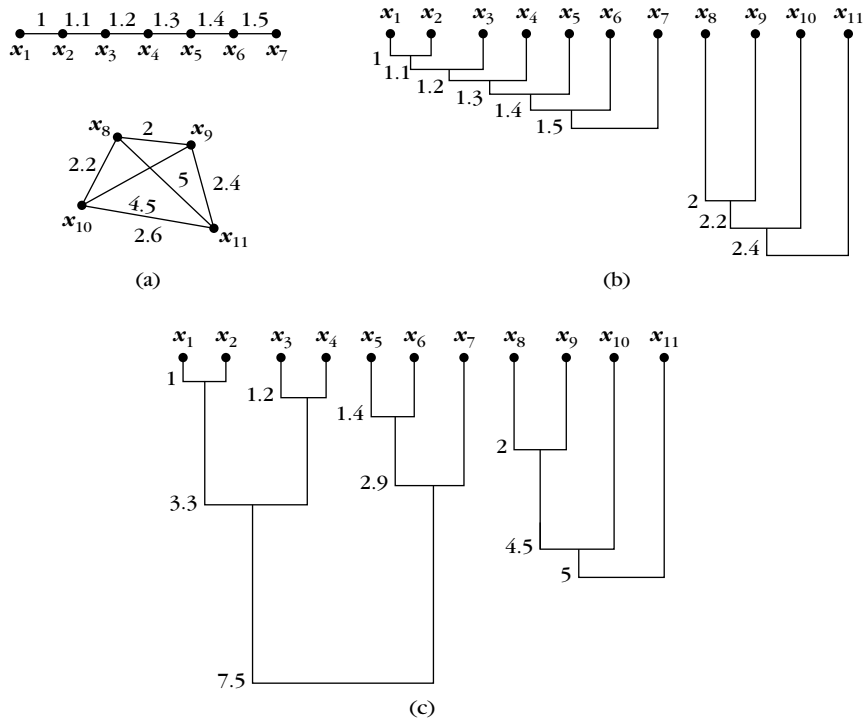 1 1.1 1.2 1.3 1.4 1.5
x₁ x₂ x₃ x₄ x₅ x₆ x₇
x₈ 2 x₉
2.2 5 2.4
x₁₀ 4.5 x₁₁
2.6
(a)
x₁ x₂ x₃ x₄ x₅ x₆ x₇ x₈ x₉ x₁₀ x₁₁
1
1.1
1.2
1.3
1.4
1.5
2
2.2
2.4
(b)
x₁ x₂ x₃ x₄ x₅ x₆ x₇ x₈ x₉ x₁₀ x₁₁
1
1.2
1.4
2
3.3
2.9
4.5
5
7.5
(c)